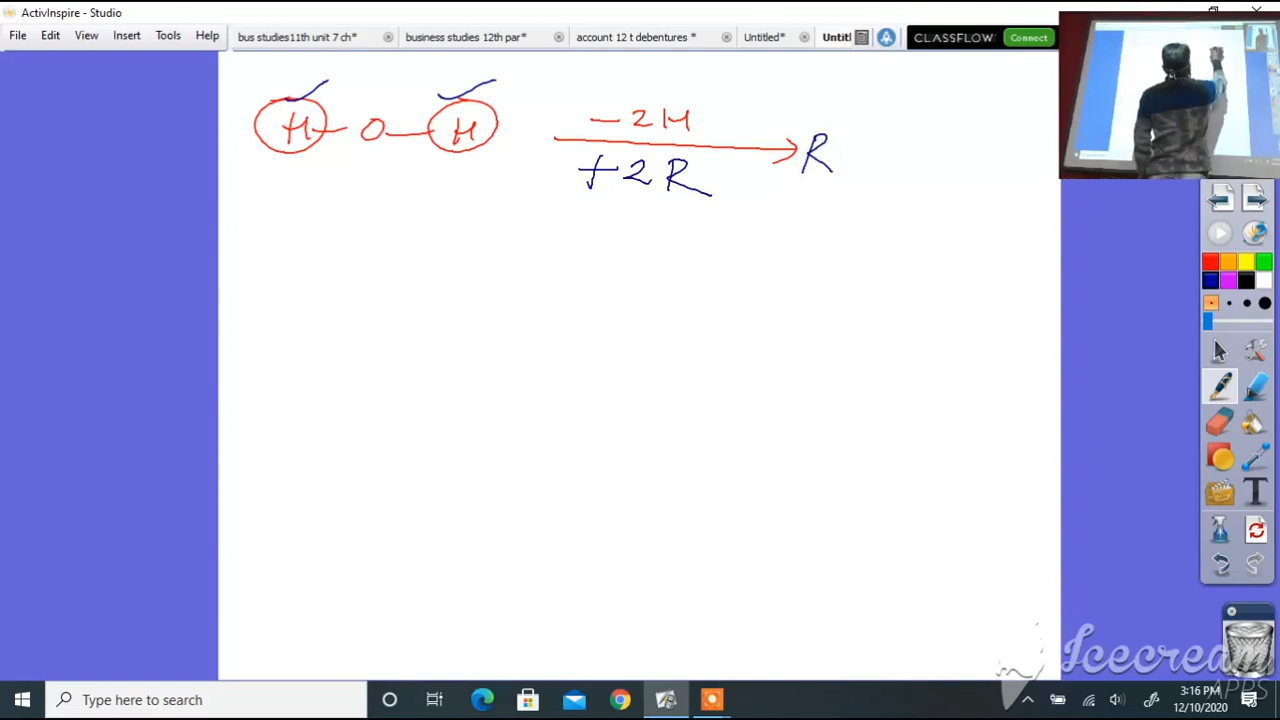 ActivInspire - Studio
File Edit View Insert Tools Help bus studies11th unit 7 ch* business studies 12th par* account 12 t debentures * Untitled* Untitl CLASSFLOW Connect
H - O - H - 2H
+ 2R R
Icecream
APPS
Type here to search 3:16 PM
12/10/2020